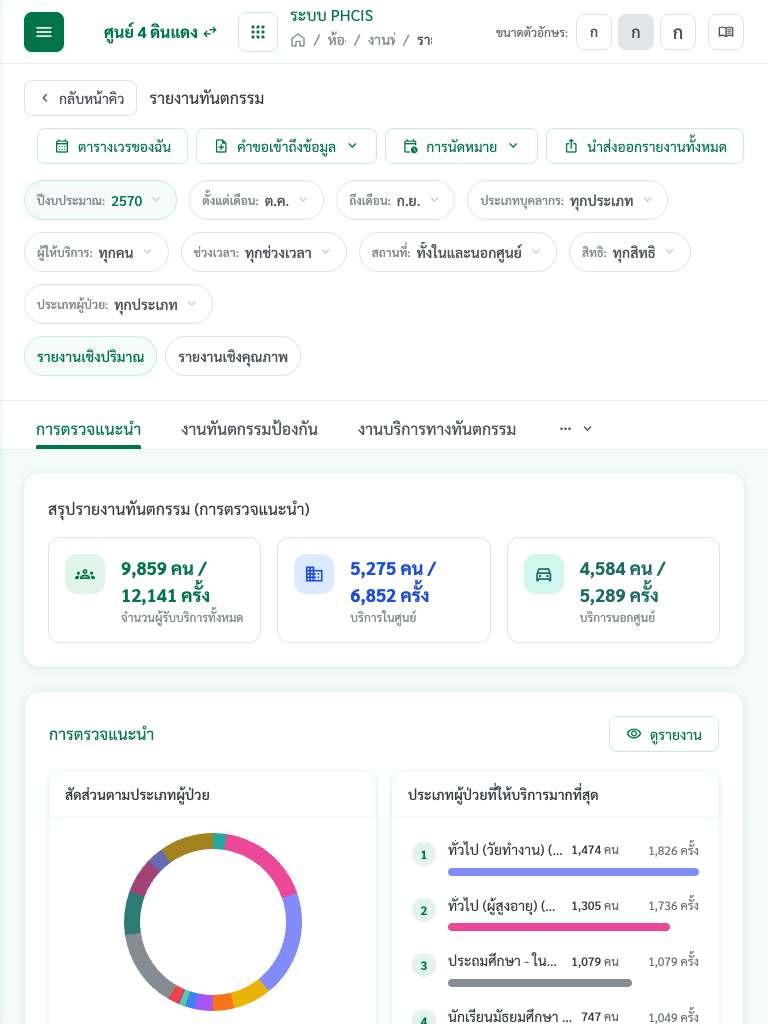 ศูนย์ 4 ดินแดง
ระบบ PHCIS
/ ห้อ / งานท / ราย
ขนาดตัวอักษร: ก ก ก
กลับหน้าคิว
รายงานทันตกรรม
ตารางเวรของฉัน
คำขอเข้าถึงข้อมูล
การนัดหมาย
นำส่งออกรายงานทั้งหมด
ปีงบประมาณ: 2570
ตั้งแต่เดือน: ต.ค.
ถึงเดือน: ก.ย.
ประเภทบุคลากร: ทุกประเภท
ผู้ให้บริการ: ทุกคน
ช่วงเวลา: ทุกช่วงเวลา
สถานที่: ทั้งในและนอกศูนย์
สิทธิ: ทุกสิทธิ
ประเภทผู้ป่วย: ทุกประเภท
รายงานเชิงปริมาณ
รายงานเชิงคุณภาพ
การตรวจแนะนำ
งานทันตกรรมป้องกัน
งานบริการทางทันตกรรม
สรุปรายงานทันตกรรม (การตรวจแนะนำ)
9,859 คน /
12,141 ครั้ง
จำนวนผู้รับบริการทั้งหมด
5,275 คน /
6,852 ครั้ง
บริการในศูนย์
4,584 คน /
5,289 ครั้ง
บริการนอกศูนย์
การตรวจแนะนำ
ดูรายงาน
สัดส่วนตามประเภทผู้ป่วย
ประเภทผู้ป่วยที่ให้บริการมากที่สุด
1 ทั่วไป (วัยทำงาน) (... 1,474 คน 1,826 ครั้ง
2 ทั่วไป (ผู้สูงอายุ) (... 1,305 คน 1,736 ครั้ง
3 ประถมศึกษา - ใน... 1,079 คน 1,079 ครั้ง
4 นักเรียนมัธยมศึกษา ... 747 คน 1,049 ครั้ง